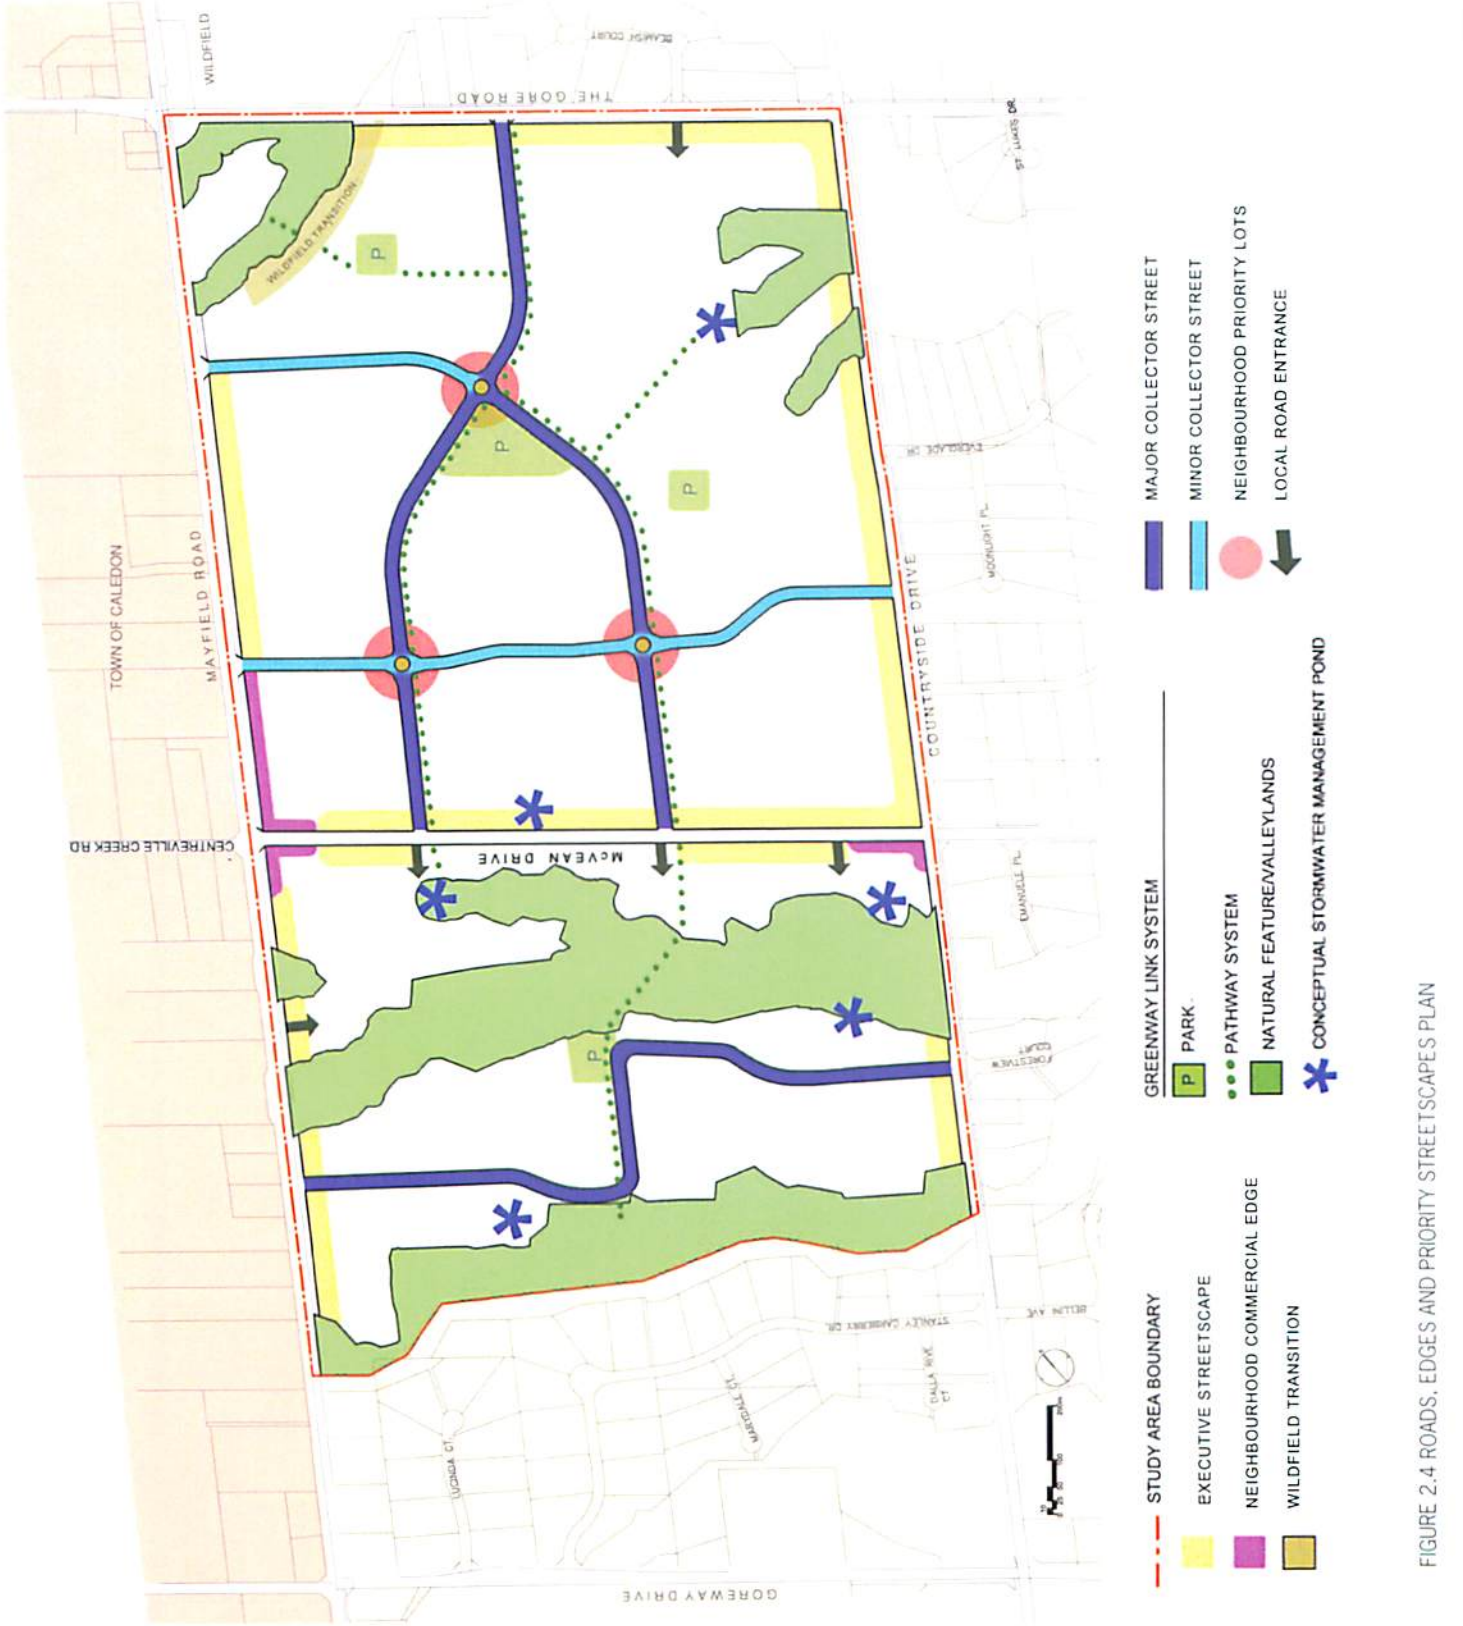 WILDFIELD
BEAMISH COURT
THE GORE ROAD
ST. LUKES DR.
WILDFIELD TRANSITION
P
P
P
P
TOWN OF CALEDON
MAYFIELD ROAD
EVERGLADE DR
MOONLIGHT PL.
COUNTRYSIDE DRIVE
CENTREVILLE CREEK RD
McVEAN DRIVE
EMANUELE PL.
FORESTVIEW
COURT
STANLEY CARBERRY DR.
BELLINI AVE
DALLA RIVE
CT
MARYDALE CT.
LUCINDA CT.
GOREWAY DRIVE
STUDY AREA BOUNDARY
EXECUTIVE STREETSCAPE
NEIGHBOURHOOD COMMERCIAL EDGE
WILDFIELD TRANSITION
GREENWAY LINK SYSTEM
P PARK
PATHWAY SYSTEM
NATURAL FEATURE/VALLEYLANDS
CONCEPTUAL STORMWATER MANAGEMENT POND
MAJOR COLLECTOR STREET
MINOR COLLECTOR STREET
NEIGHBOURHOOD PRIORITY LOTS
LOCAL ROAD ENTRANCE
FIGURE 2.4 ROADS, EDGES AND PRIORITY STREETSCAPES PLAN